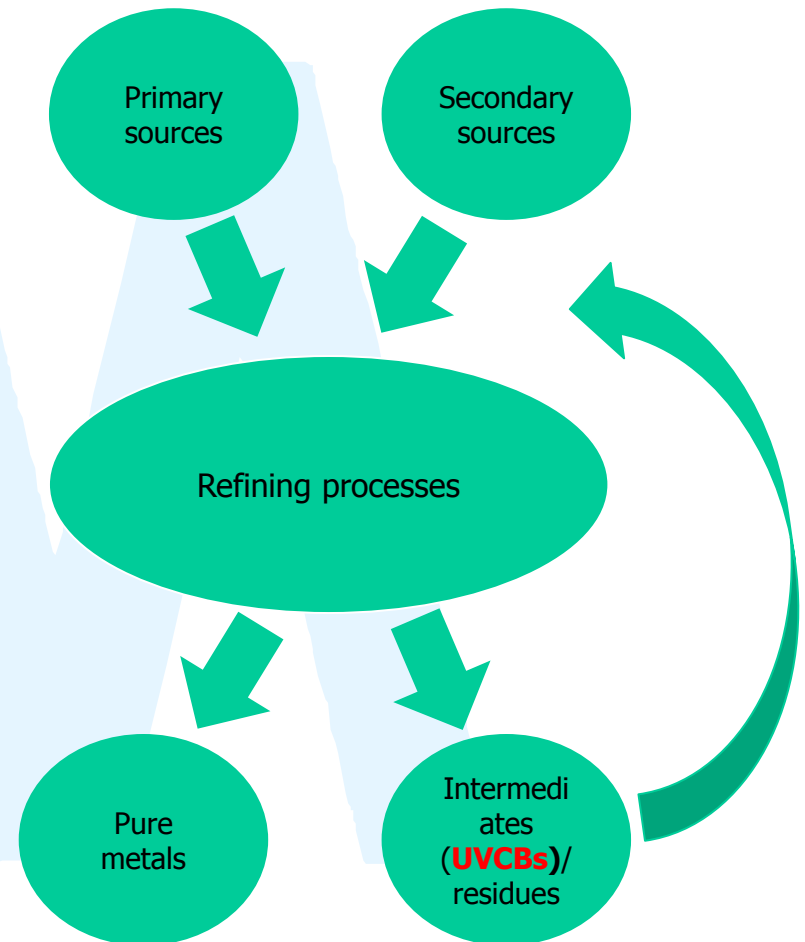 Primary
sources
Secondary
sources
Refining processes
Pure
metals
Intermedi
ates
(UVCBs)/
residues